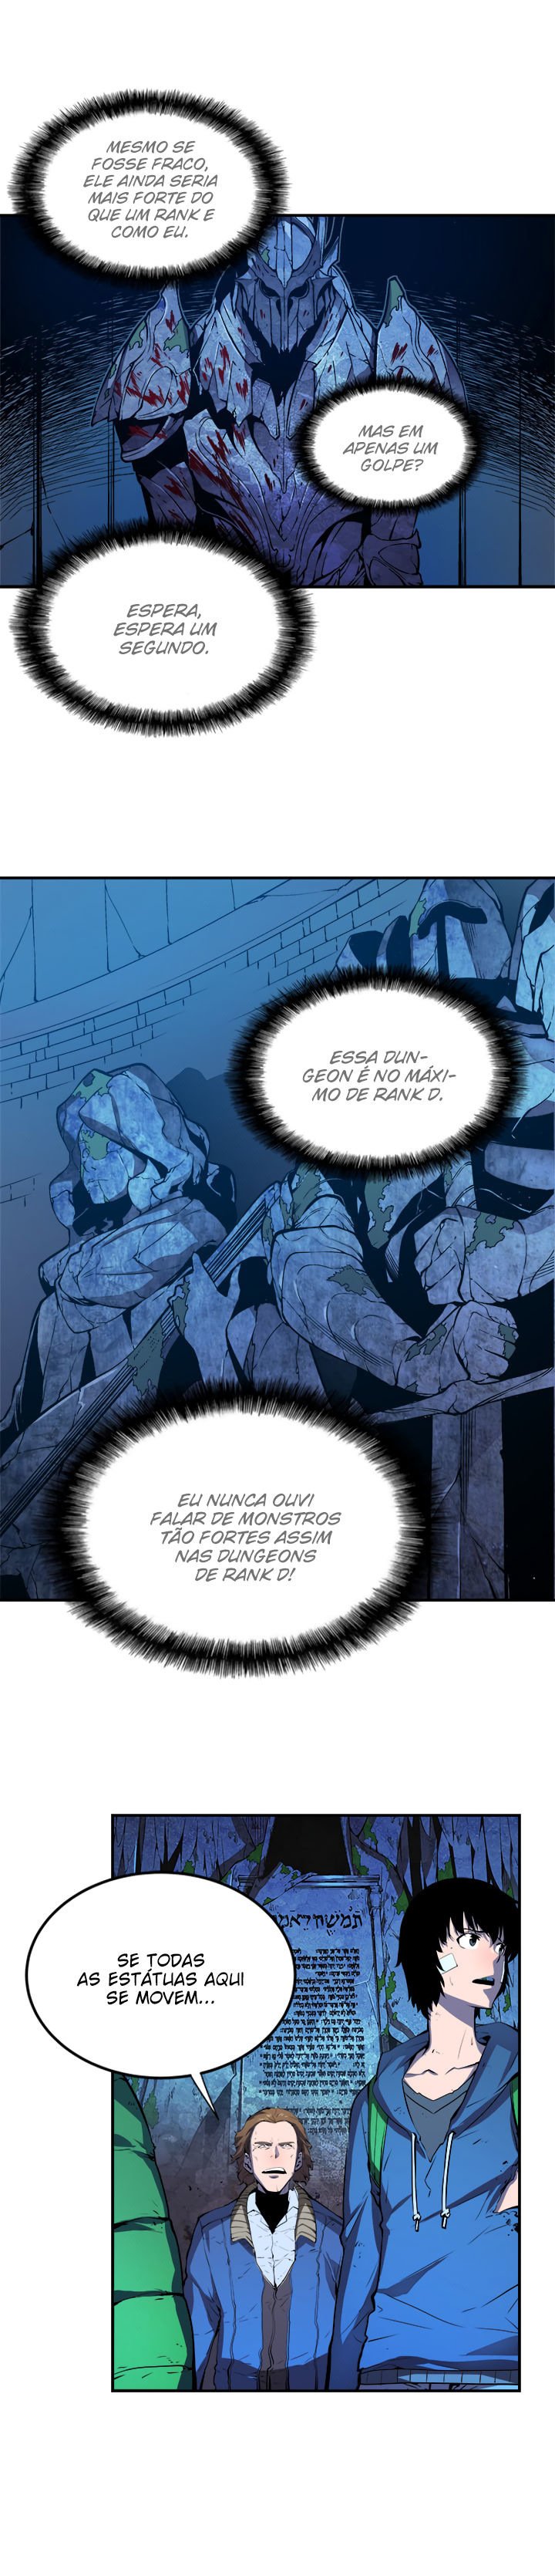 MESMO SE
FOSSE FRACO,
ELE AINDA SERIA
MAIS FORTE DO
QUE UM RANK E
COMO EU.
MAS EM
APENAS UM
GOLPE?
ESPERA,
ESPERA UM
SEGUNDO.
ESSA DUN-
GEON É NO MÁXI-
MO DE RANK D.
EU NUNCA OUVI
FALAR DE MONSTROS
TÃO FORTES ASSIM
NAS DUNGEONS
DE RANK D!
SE TODAS
AS ESTÁTUAS AQUI
SE MOVEM...